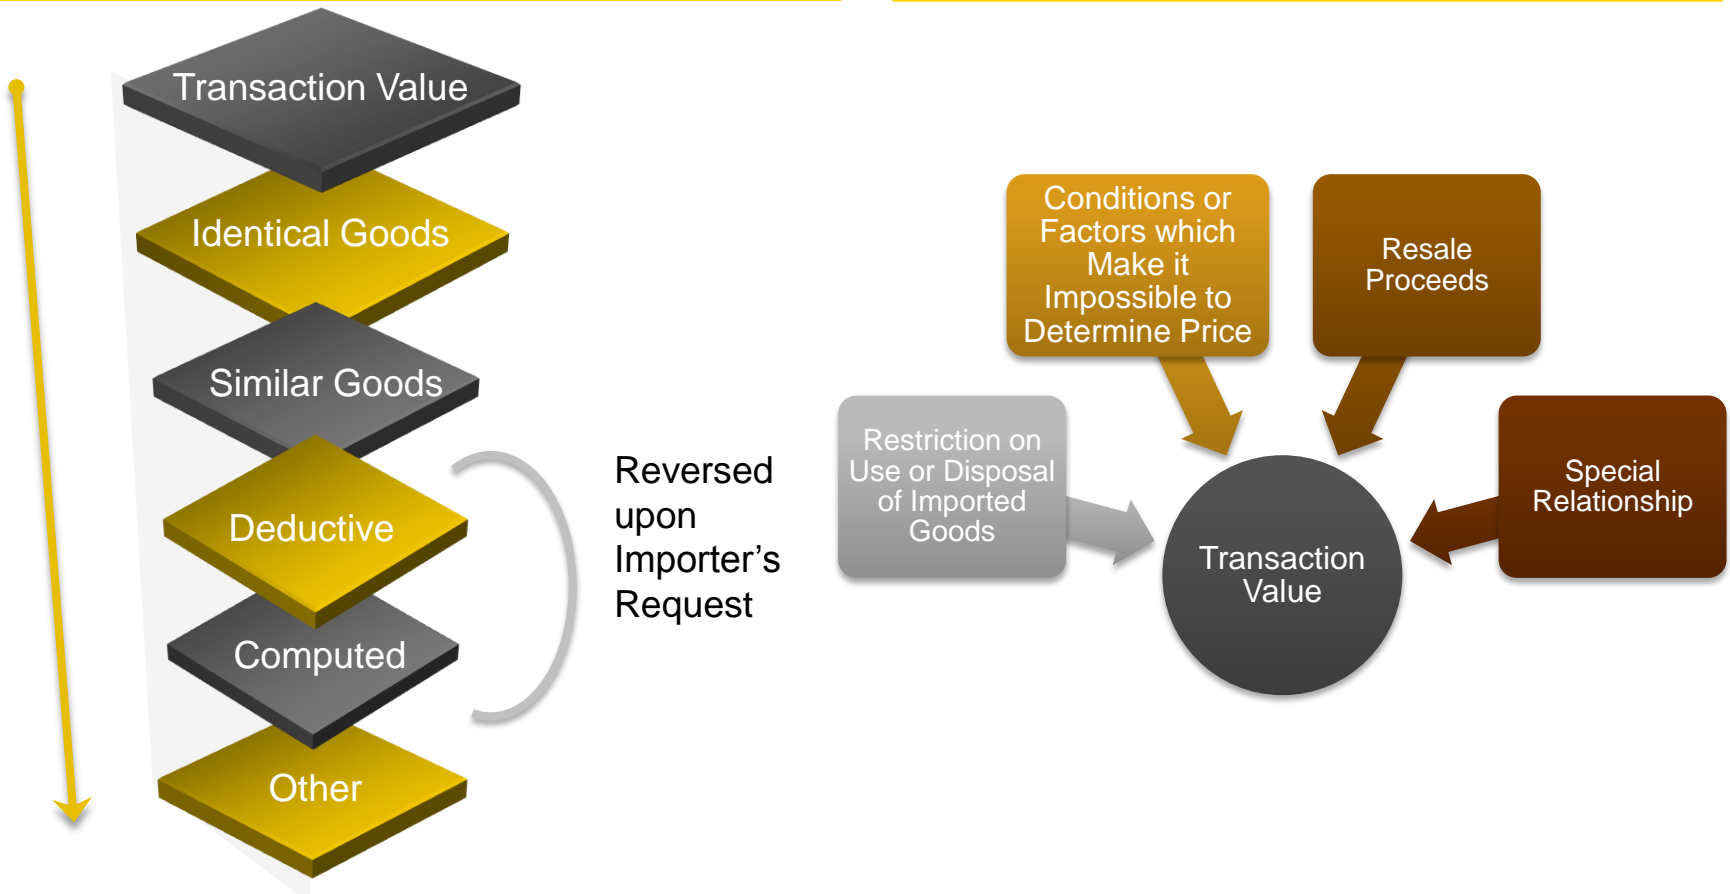 Transaction Value
Identical Goods
Similar Goods
Deductive
Computed
Other
Reversed
upon
Importer’s
Request
Restriction on
Use or Disposal
of Imported
Goods
Conditions or
Factors which
Make it
Impossible to
Determine Price
Resale
Proceeds
Special
Relationship
Transaction
Value